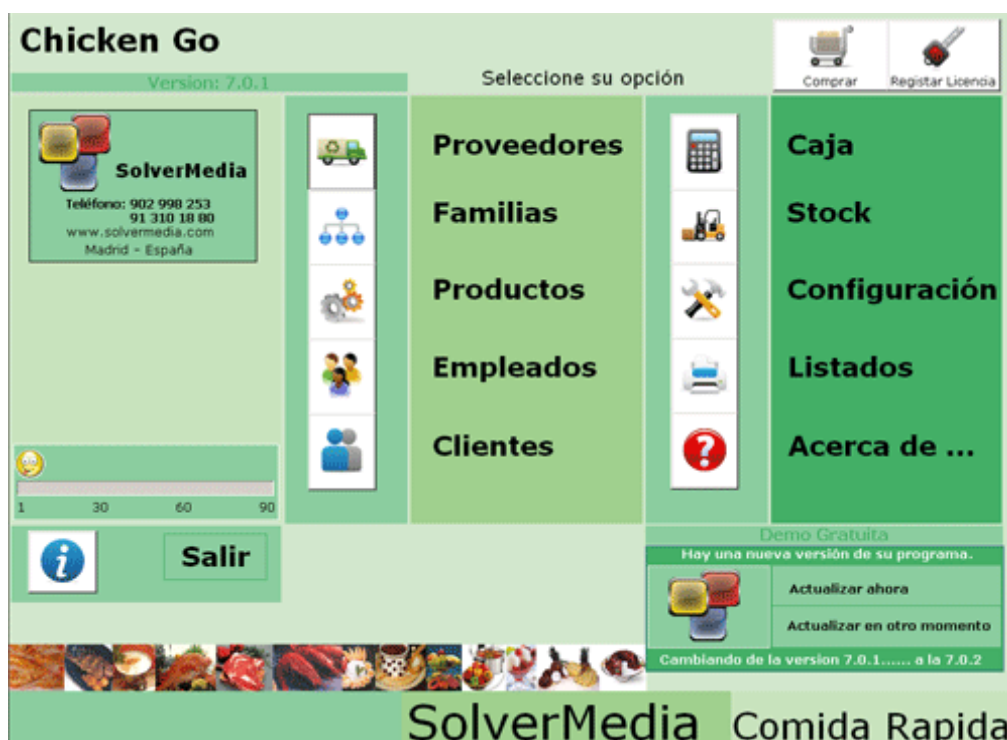 Chicken Go
Version: 7.0.1
Seleccione su opción
Comprar
Registar Licencia
SolverMedia
Teléfono: 902 998 253
91 310 18 80
www.solvermedia.com
Madrid - España
Proveedores
Familias
Productos
Empleados
Clientes
Caja
Stock
Configuración
Listados
Acerca de ...
1 30 60 90
Salir
Demo Gratuita
Hay una nueva versión de su programa.
Actualizar ahora
Actualizar en otro momento
Cambiando de la version 7.0.1...... a la 7.0.2
SolverMedia Comida Rapida